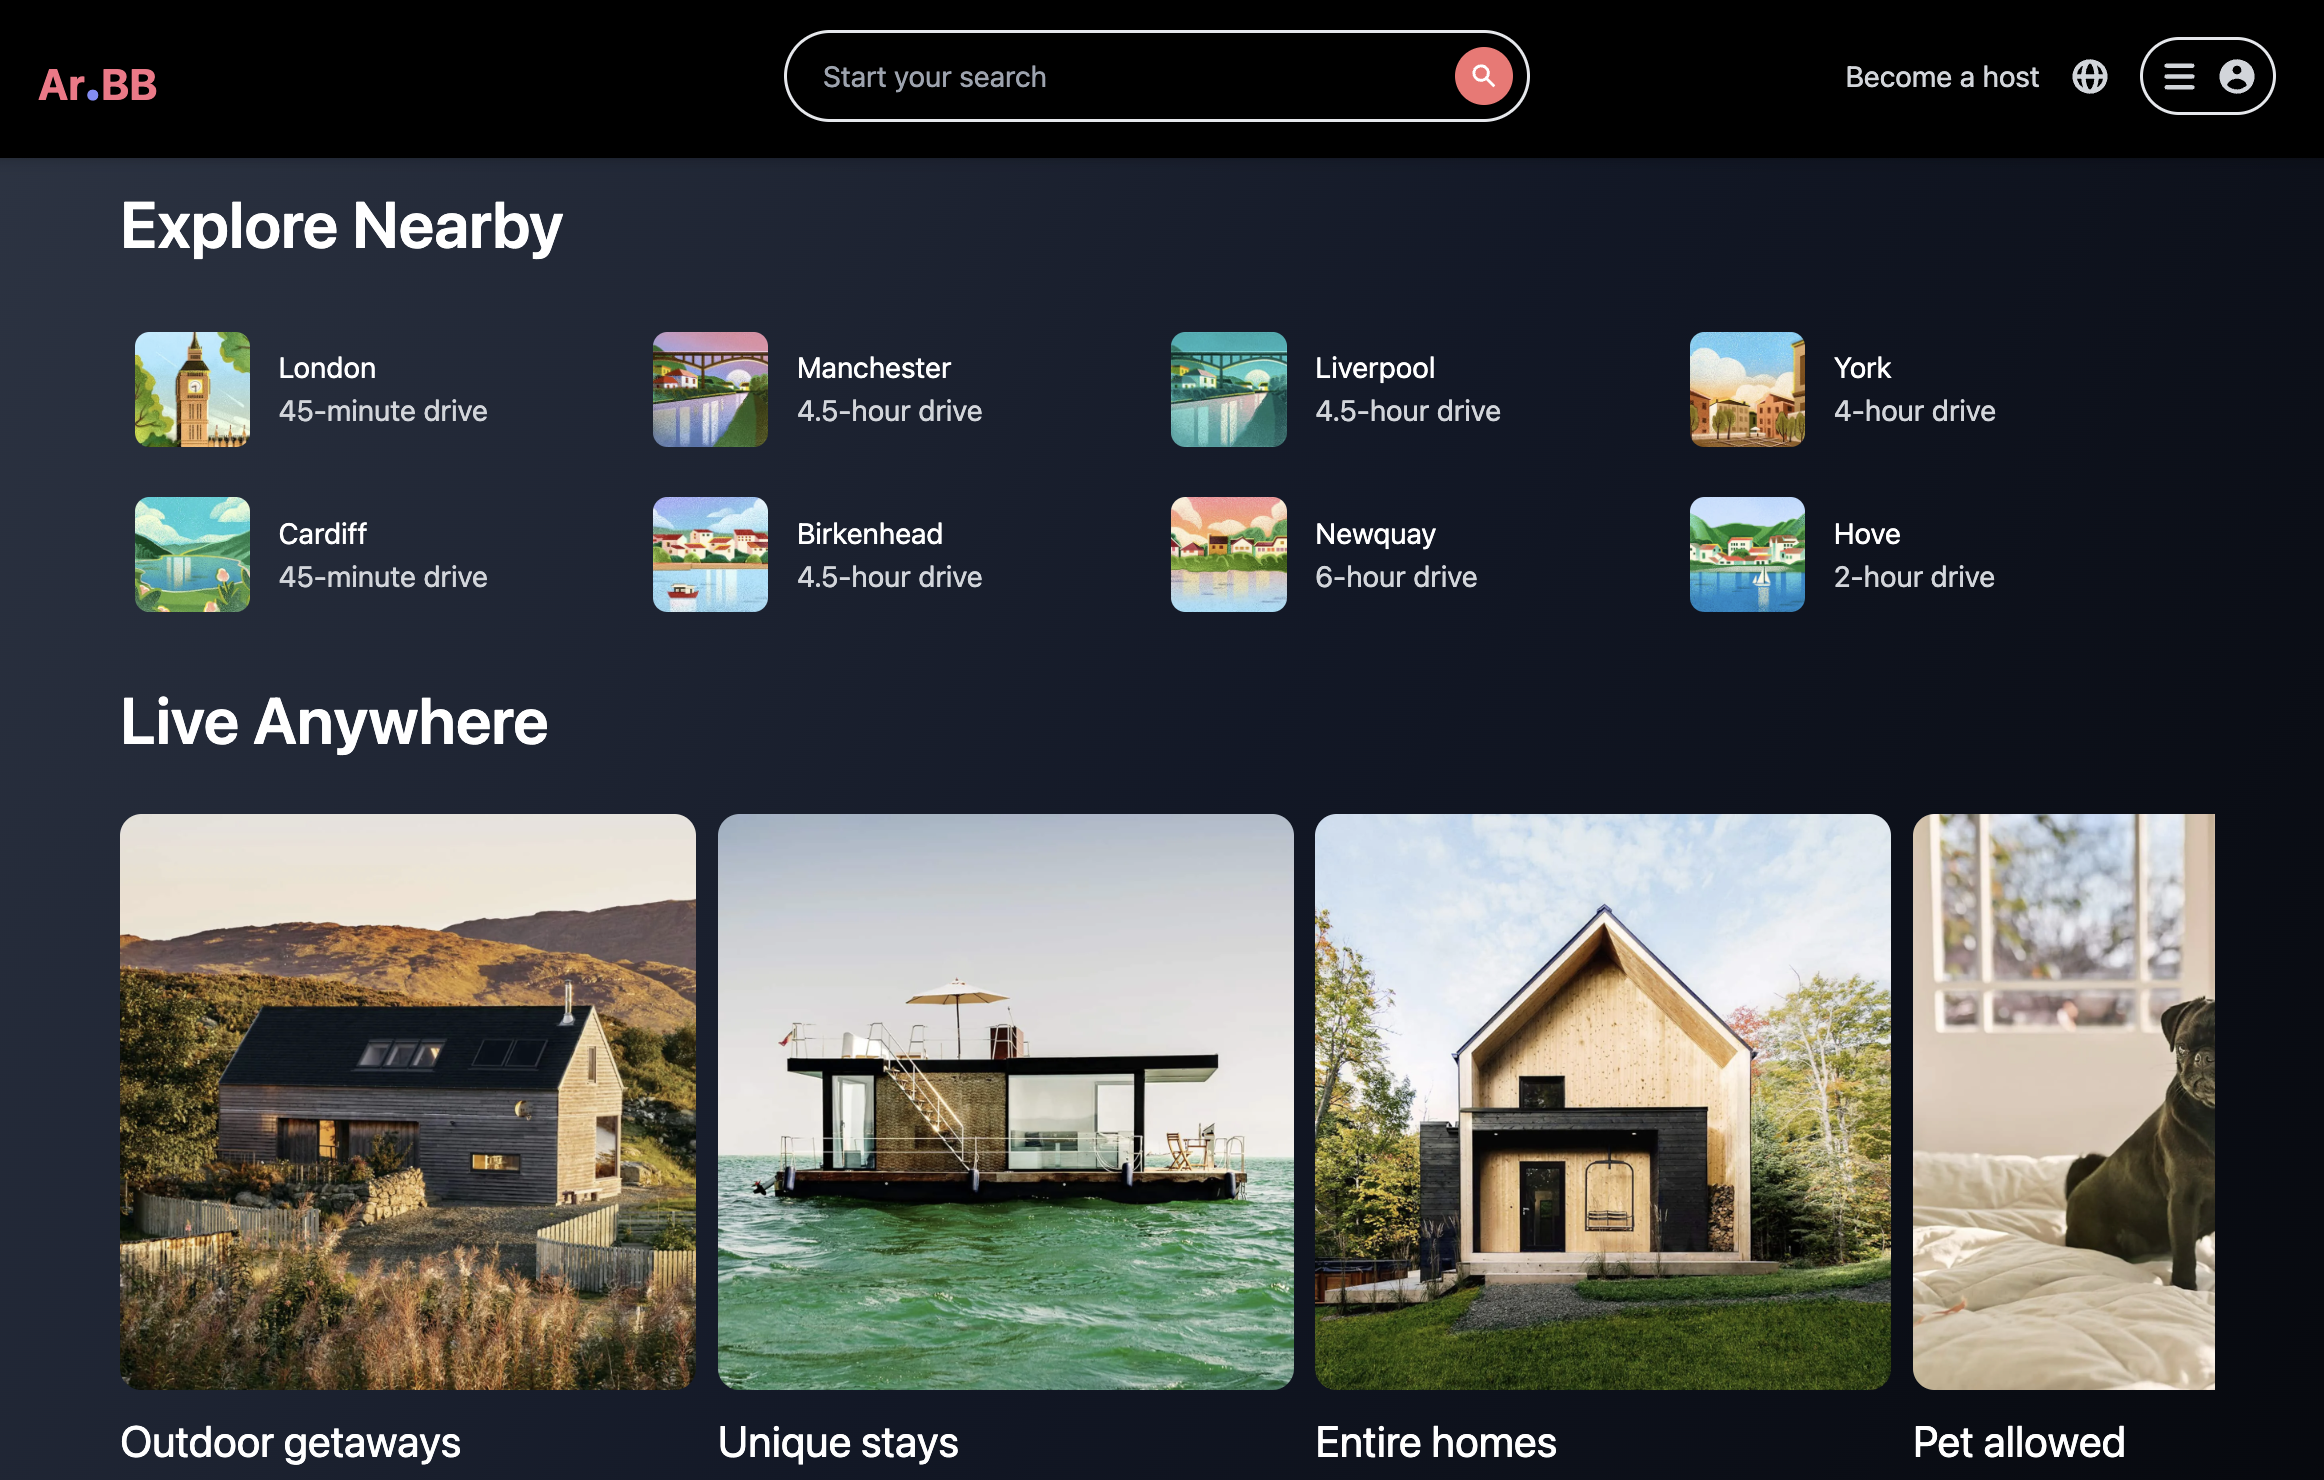 Ar.BB
Start your search
Become a host
Explore Nearby
London
45-minute drive
Manchester
4.5-hour drive
Liverpool
4.5-hour drive
York
4-hour drive
Cardiff
45-minute drive
Birkenhead
4.5-hour drive
Newquay
6-hour drive
Hove
2-hour drive
Live Anywhere
Outdoor getaways
Unique stays
Entire homes
Pet allowed